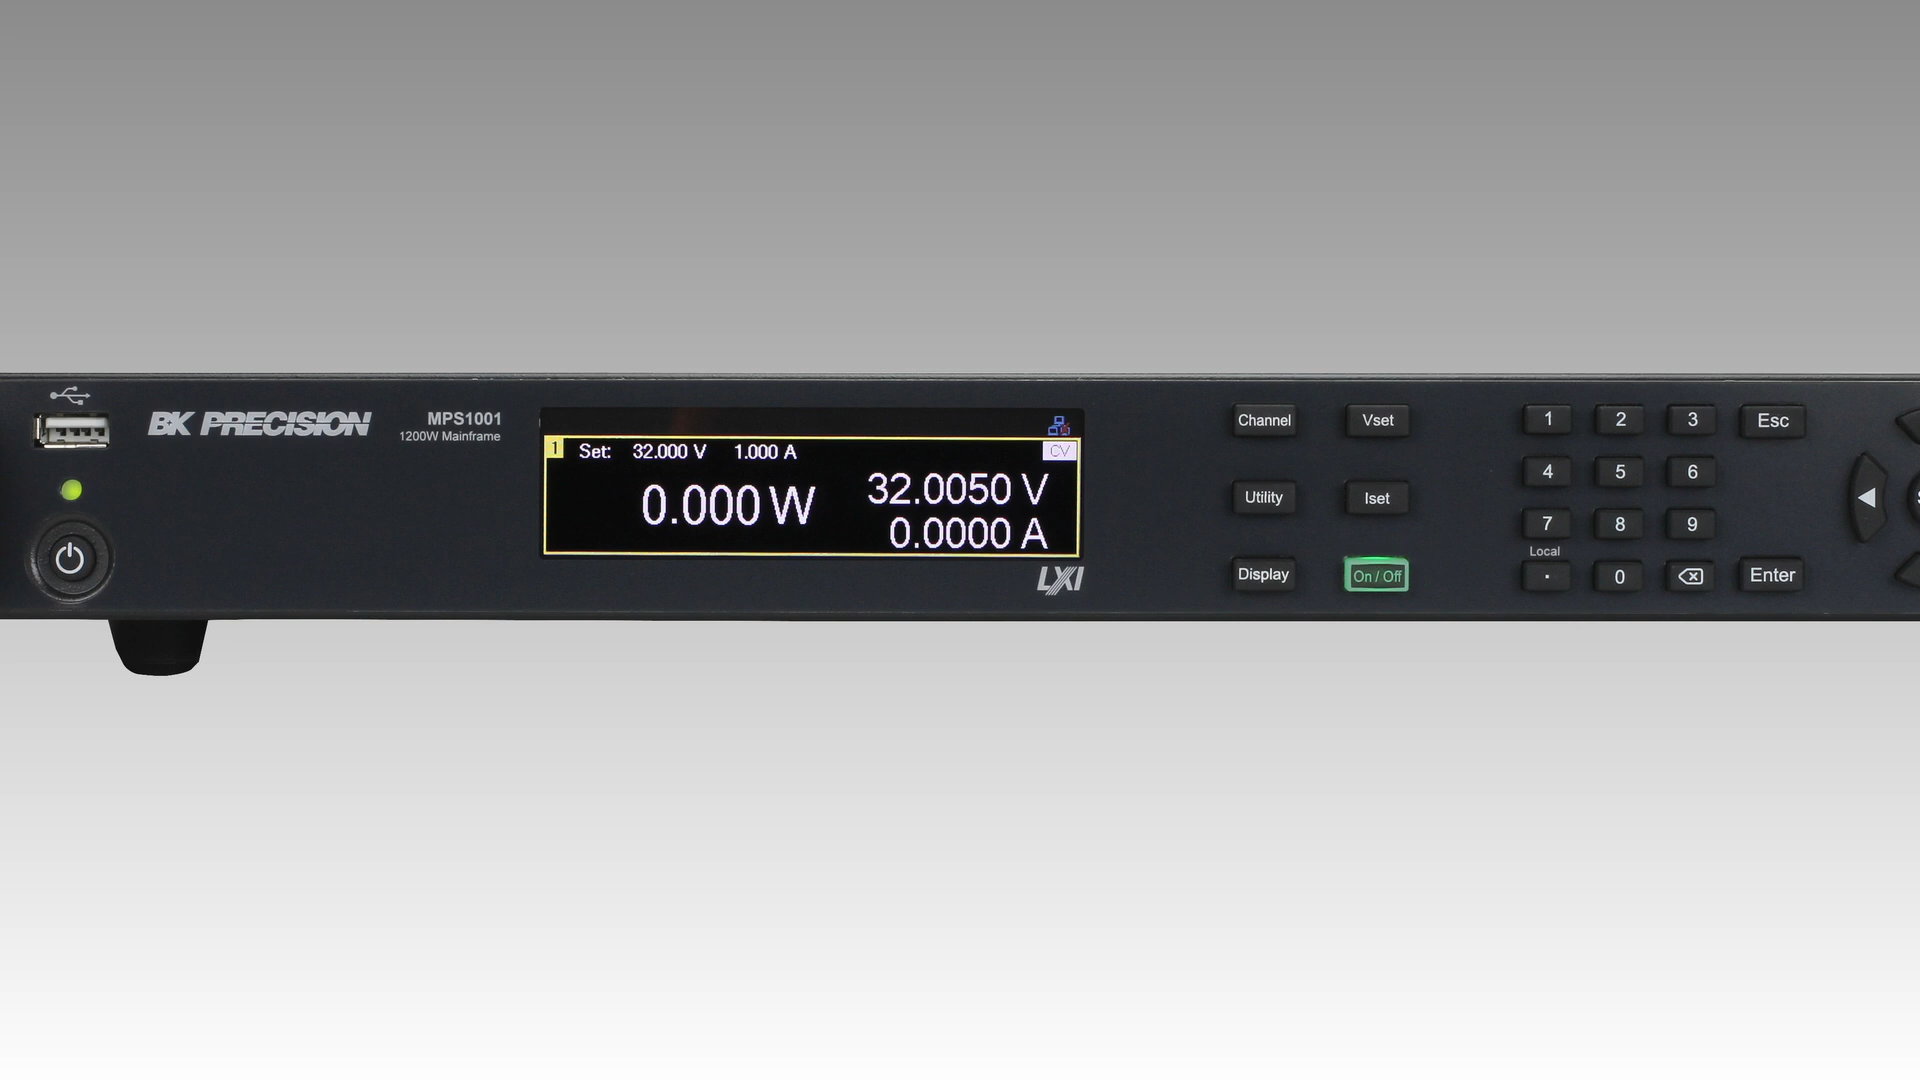 BK PRECISION
MPS1001
1200W Mainframe
1 Set: 32.000 V 1.000 A CV
0.000 W
32.0050 V
0.0000 A
LXI
Channel Vset
Utility Iset
Display On / Off
1 2 3 Esc
4 5 6
7 8 9
Local
. 0 Enter